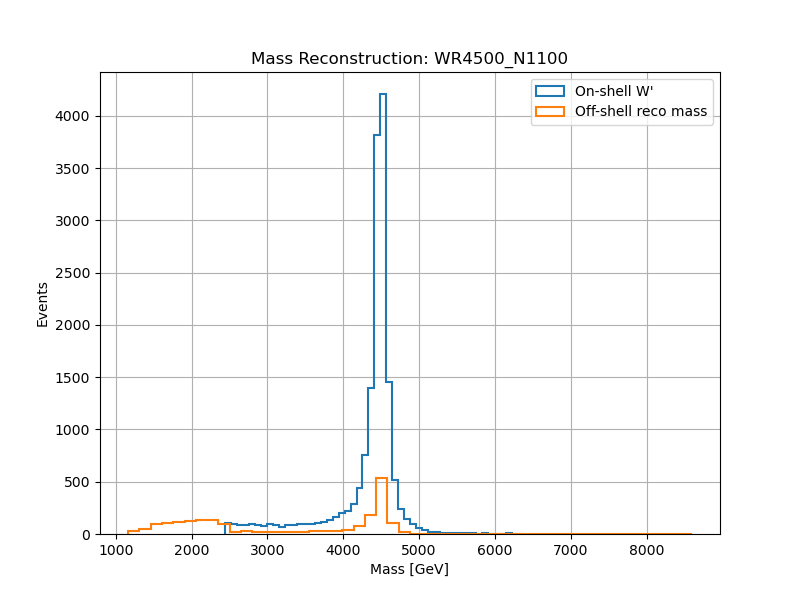 Mass Reconstruction: WR4500_N1100
On-shell W'
Off-shell reco mass
4000
3500
3000
2500
2000
1500
1000
500
0
Events
1000 2000 3000 4000 5000 6000 7000 8000
Mass [GeV]